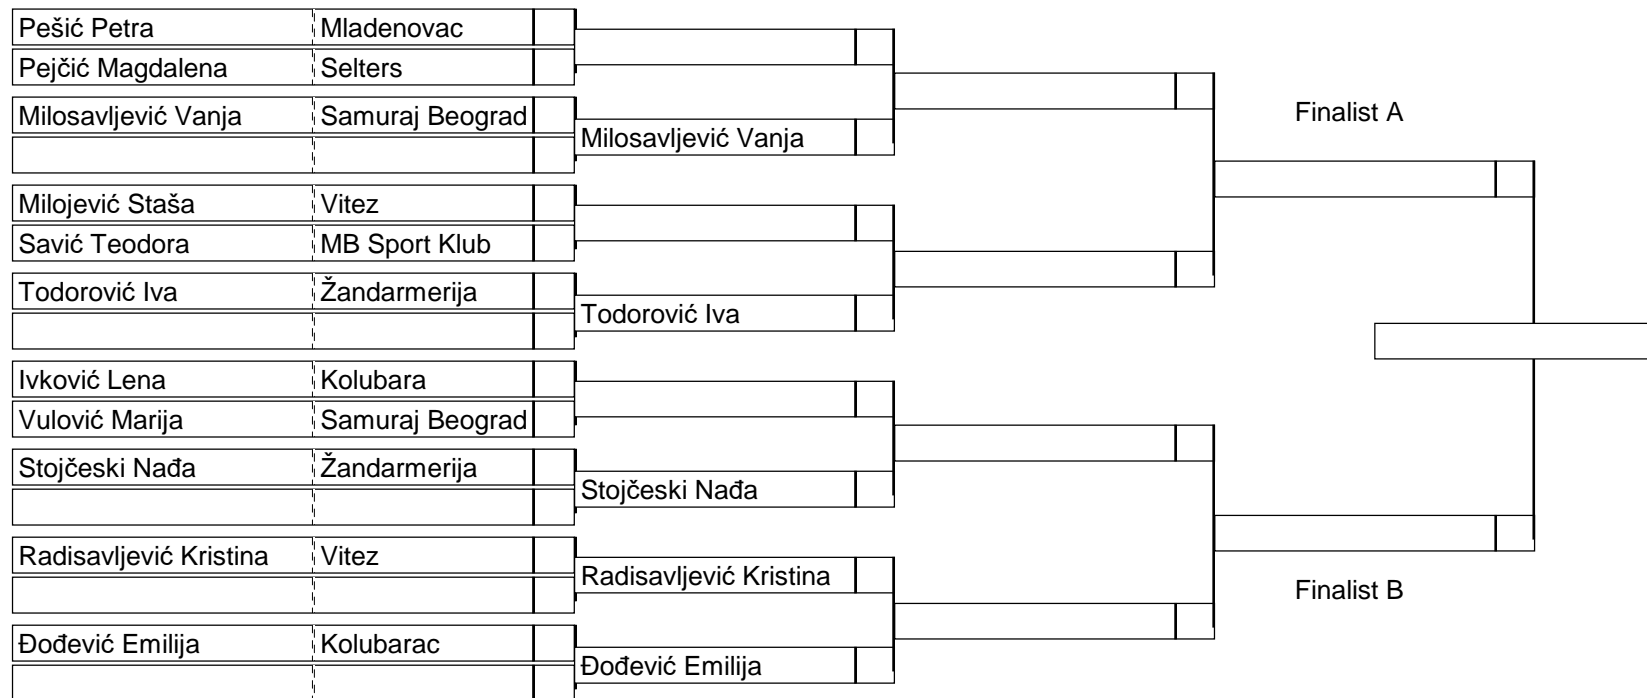 Pešić Petra Mladenovac
Pejčić Magdalena Selters
Milosavljević Vanja Samuraj Beograd
Finalist A
Milosavljević Vanja
Milojević Staša Vitez
Savić Teodora MB Sport Klub
Todorović Iva Žandarmerija
Todorović Iva
Ivković Lena Kolubara
Vulović Marija Samuraj Beograd
Stojčeski Nađa Žandarmerija
Stojčeski Nađa
Radisavljević Kristina Vitez
Radisavljević Kristina
Finalist B
Đođević Emilija Kolubarac
Đođević Emilija